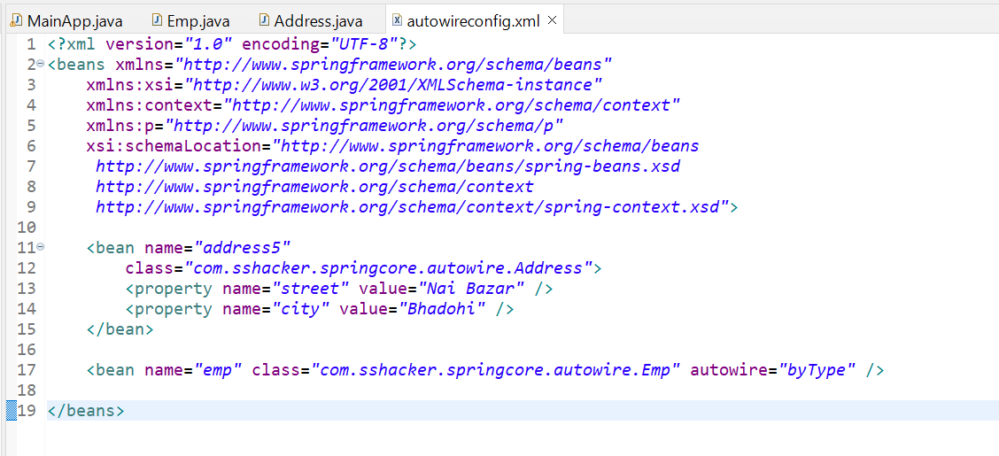 MainApp.java Emp.java Address.java autowireconfig.xml
1 <?xml version="1.0" encoding="UTF-8"?>
2 <beans xmlns="http://www.springframework.org/schema/beans"
3 xmlns:xsi="http://www.w3.org/2001/XMLSchema-instance"
4 xmlns:context="http://www.springframework.org/schema/context"
5 xmlns:p="http://www.springframework.org/schema/p"
6 xsi:schemaLocation="http://www.springframework.org/schema/beans
7 http://www.springframework.org/schema/beans/spring-beans.xsd
8 http://www.springframework.org/schema/context
9 http://www.springframework.org/schema/context/spring-context.xsd">
10
11 <bean name="address5"
12 class="com.sshacker.springcore.autowire.Address">
13 <property name="street" value="Nai Bazar" />
14 <property name="city" value="Bhadohi" />
15 </bean>
16
17 <bean name="emp" class="com.sshacker.springcore.autowire.Emp" autowire="byType" />
18
19 </beans>